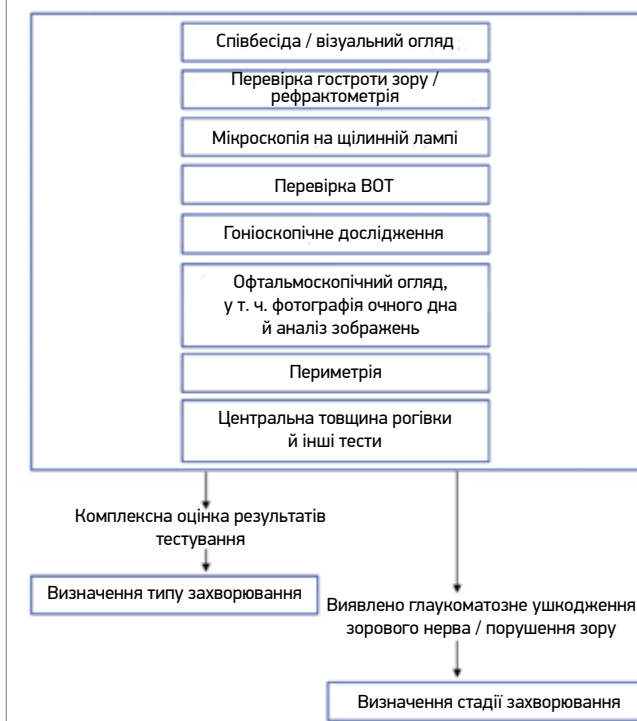 Співбесіда / візуальний огляд
Перевірка гостроти зору /
рефрактометрія
Мікроскопія на щілинній лампі
Перевірка ВОТ
Гоніоскопічне дослідження
Офтальмоскопічний огляд,
у т. ч. фотографія очного дна
й аналіз зображень
Периметрія
Центральна товщина рогівки
й інші тести
Комплексна оцінка результатів
тестування
Визначення типу захворювання
Виявлено глаукоматозне ушкодження
зорового нерва / порушення зору
Визначення стадії захворювання